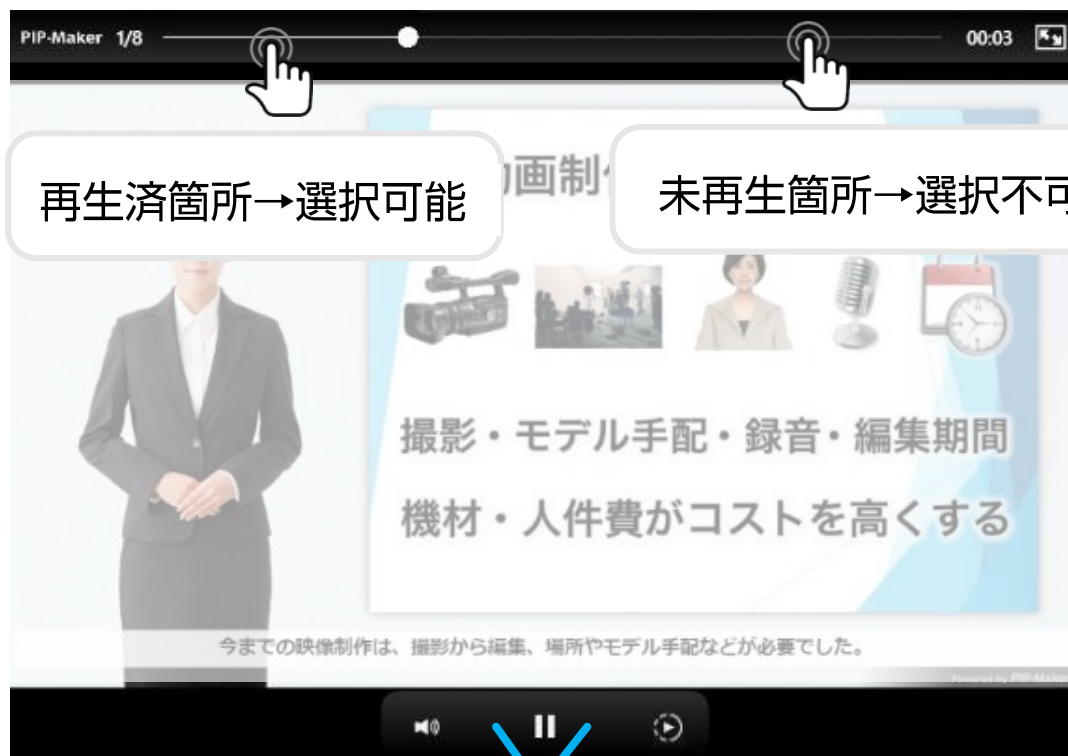 PIP-Maker 1/8
00:03
再生済箇所→選択可能
未再生箇所→選択不可
動画制作
撮影・モデル手配・録音・編集期間
機材・人件費がコストを高くする
今までの映像制作は、撮影から編集、場所やモデル手配などが必要でした。
Powered by PIP-Maker